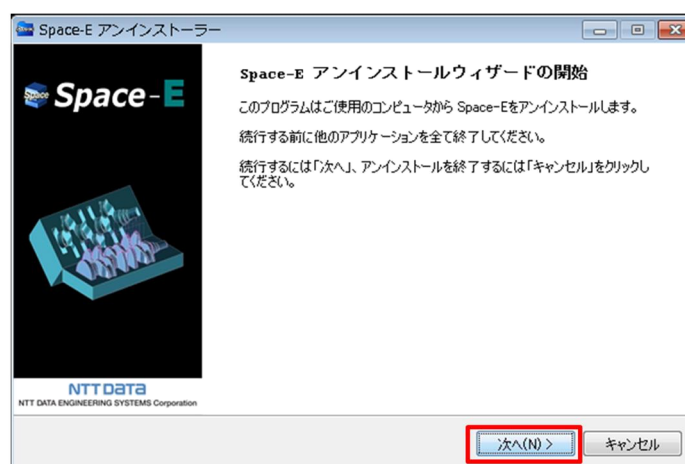 Space-E アンインストーラー
Space-E
Space-E アンインストールウィザードの開始
このプログラムはご使用のコンピュータから Space-Eをアンインストールします。
続行する前に他のアプリケーションを全て終了してください。
続行するには「次へ」、アンインストールを終了するには「キャンセル」をクリックし
てください。
NTT DATA
NTT DATA ENGINEERING SYSTEMS Corporation
次へ(N) >
キャンセル